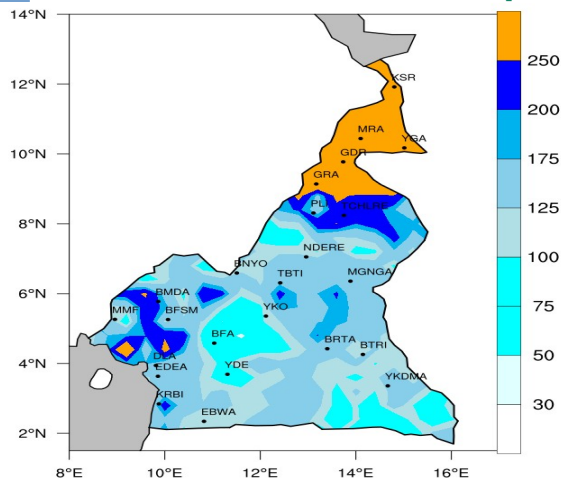 14°N
12°N
10°N
8°N
6°N
4°N
2°N
8°E
10°E
12°E
14°E
16°E
KSR
MRA
YGA
GDR
GRA
PLI
NDERE
BNYO
TBTI
MGNGA
BMDA
MMF
BFSM
YKO
BFA
BRTA
BTRI
DLA
EDEA
YDE
YKDMA
KRBI
EBWA
250
200
175
125
100
75
50
30